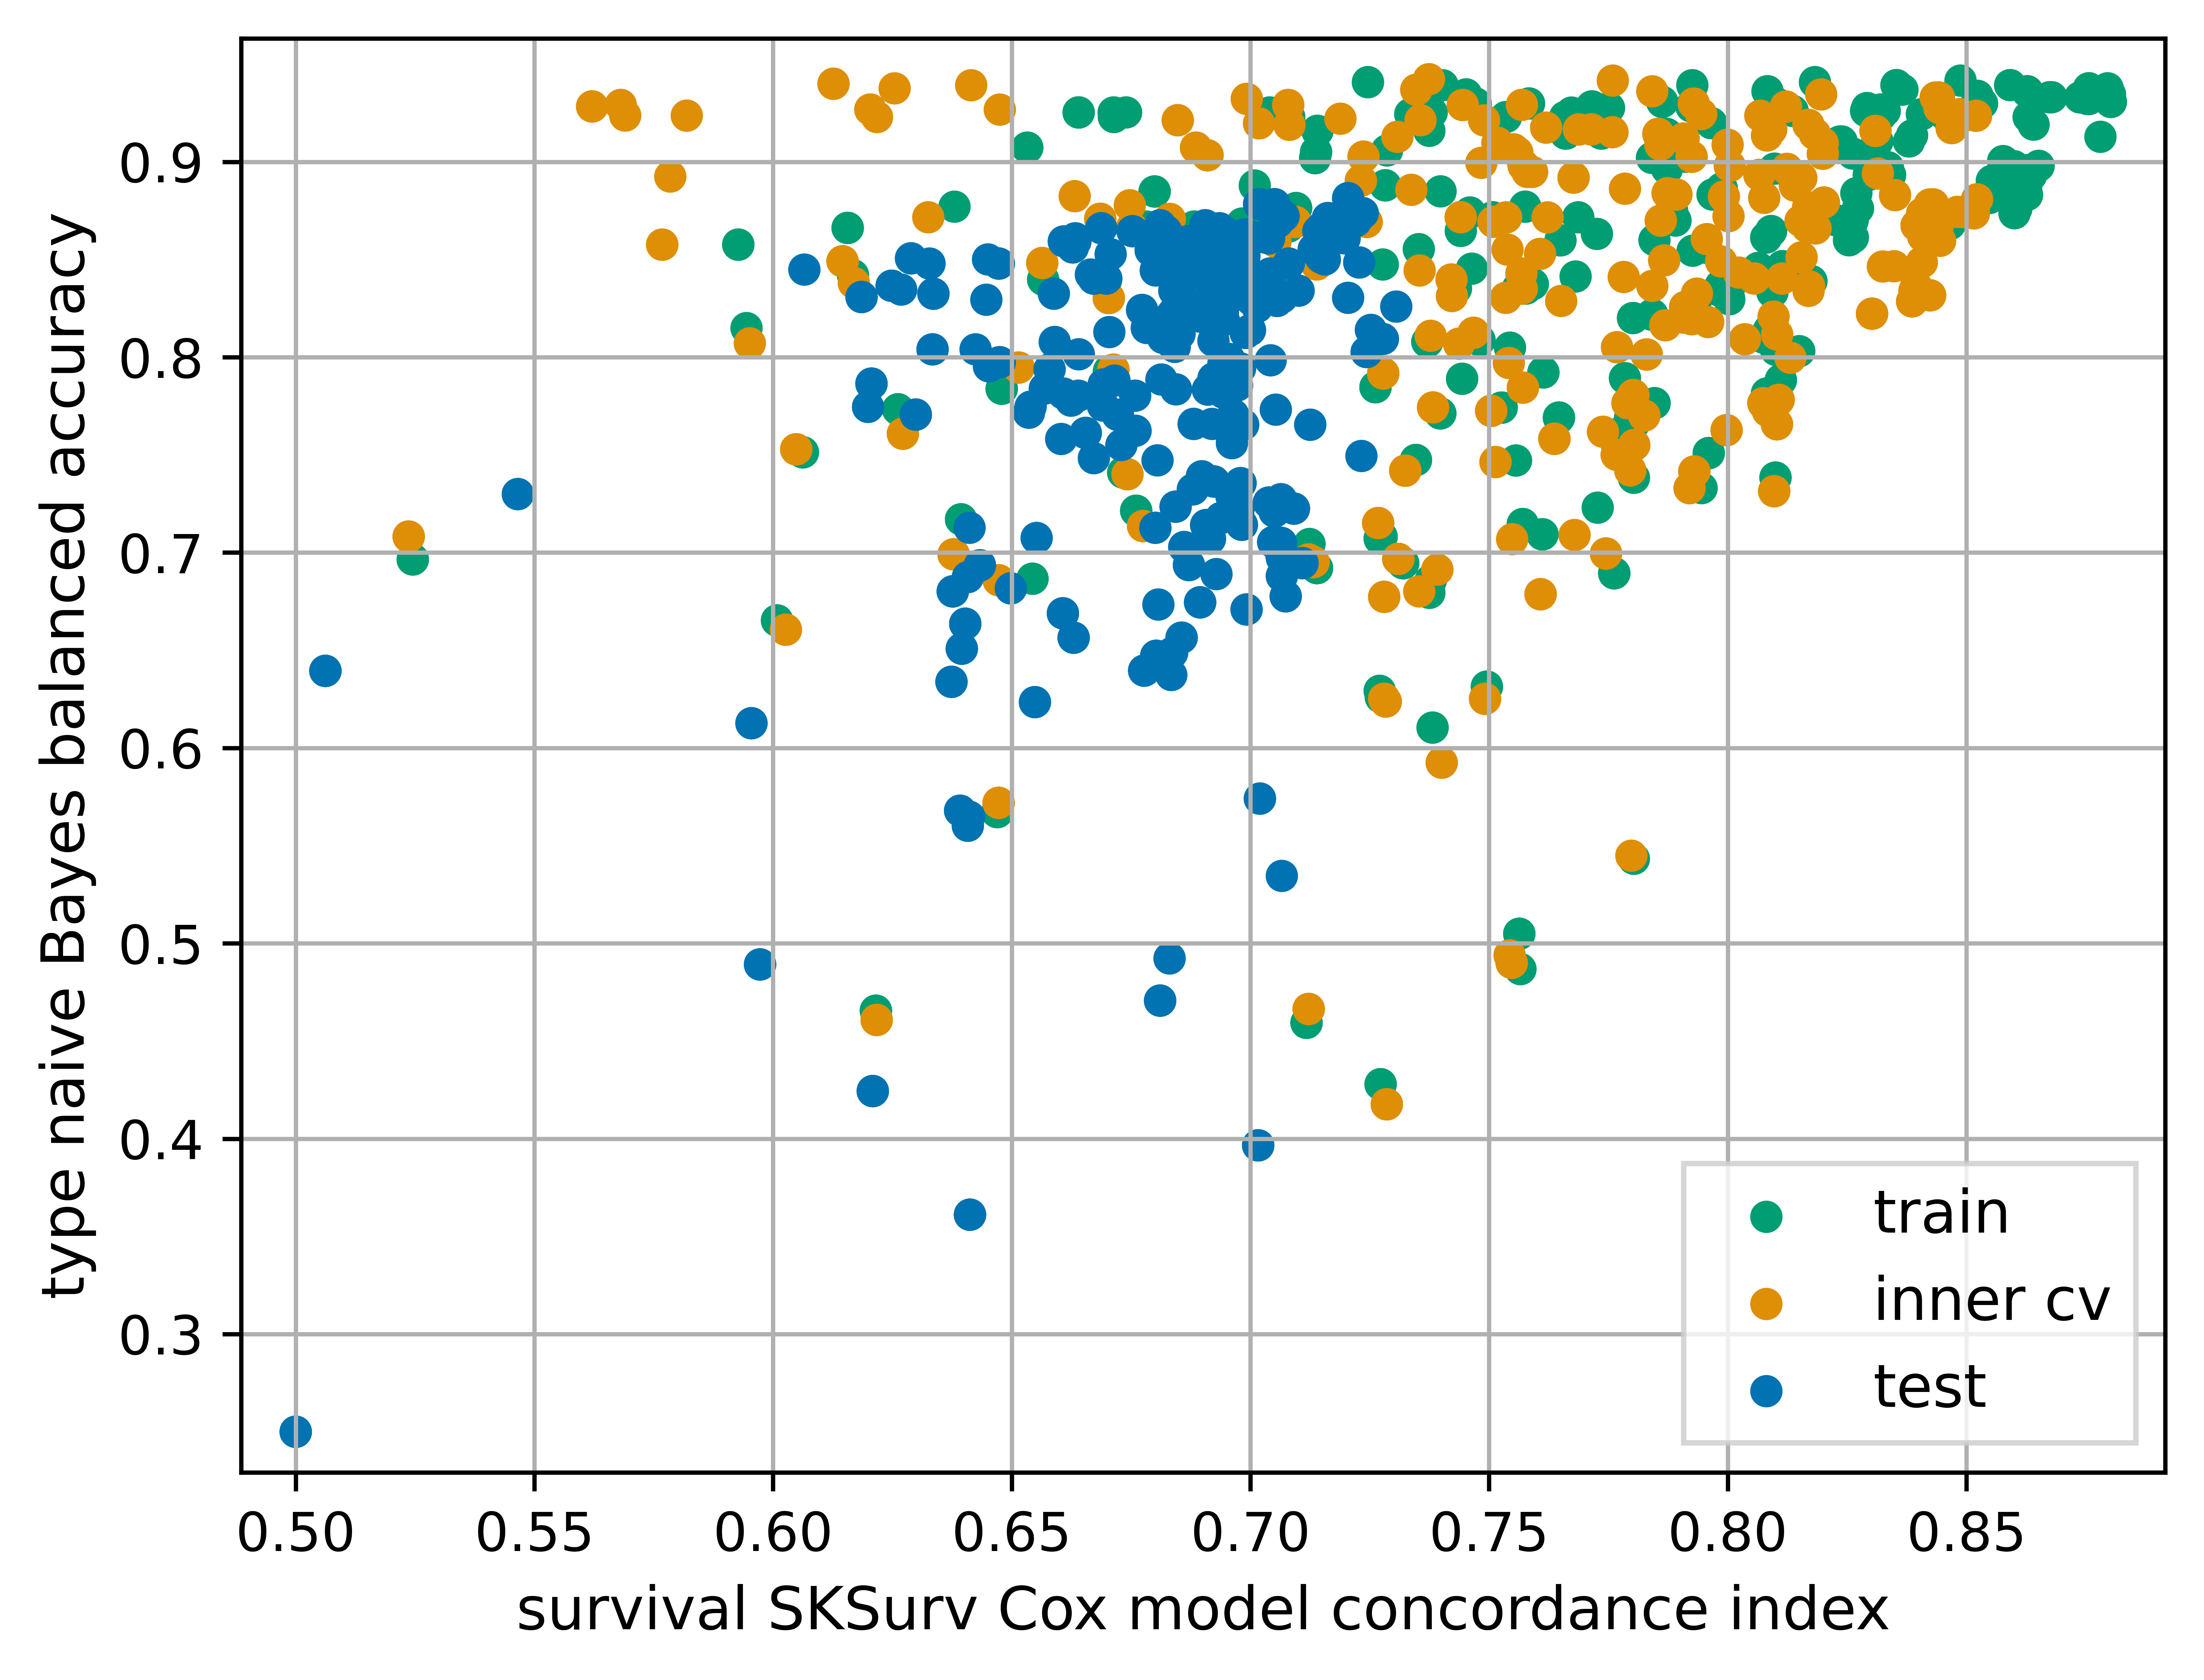 type naive Bayes balanced accuracy
0.9
0.8
0.7
0.6
0.5
0.4
0.3
0.50 0.55 0.60 0.65 0.70 0.75 0.80 0.85
survival SKSurv Cox model concordance index
train
inner cv
test